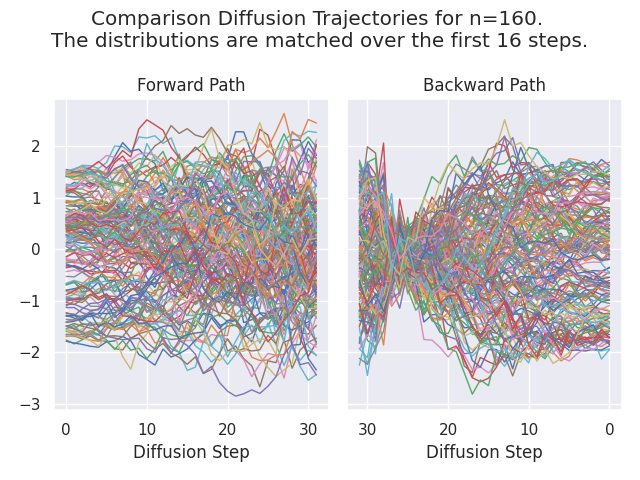 Comparison Diffusion Trajectories for n=160.
The distributions are matched over the first 16 steps.
Forward Path
Backward Path
2
1
0
−1
−2
−3
0
10
20
30
30
20
10
0
Diffusion Step
Diffusion Step